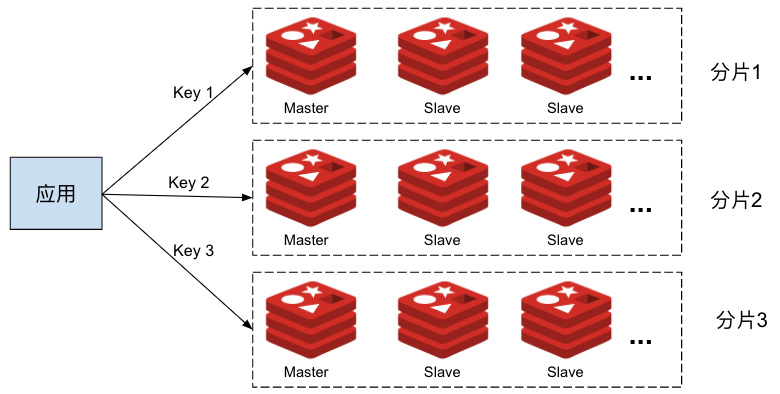 Master Slave Slave ... 分片1
Key 1
应用
Key 2
Master Slave Slave ... 分片2
Key 3
Master Slave Slave ... 分片3